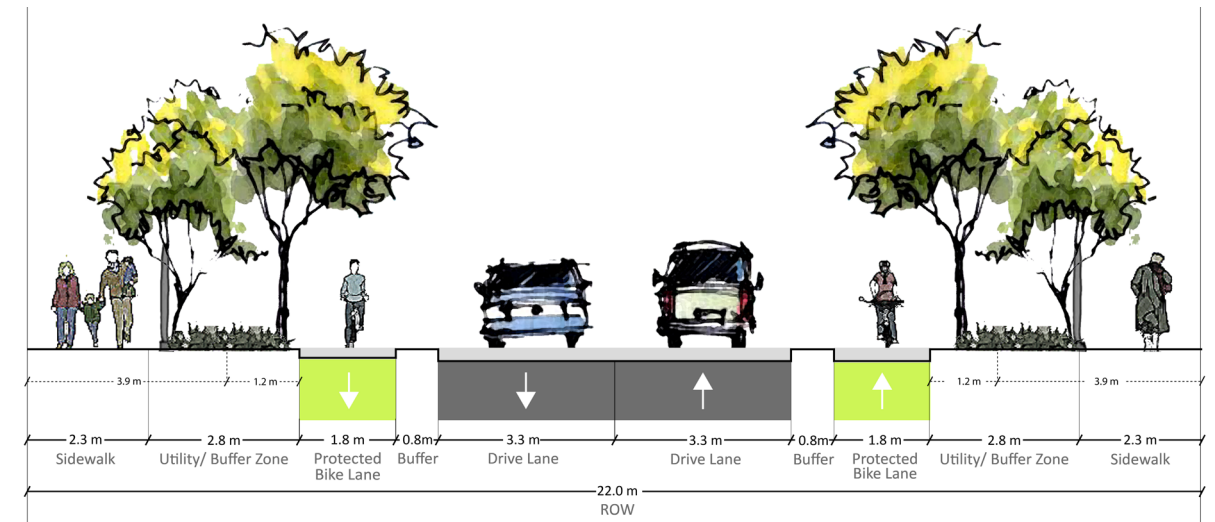 3.9 m 1.2 m 1.2 m 3.9 m
2.3 m 2.8 m 1.8 m 0.8m 3.3 m 3.3 m 0.8m 1.8 m 2.8 m 2.3 m
Sidewalk Utility/ Buffer Zone Protected Buffer Drive Lane Drive Lane Buffer Protected Utility/ Buffer Zone Sidewalk
Bike Lane Bike Lane
22.0 m
ROW